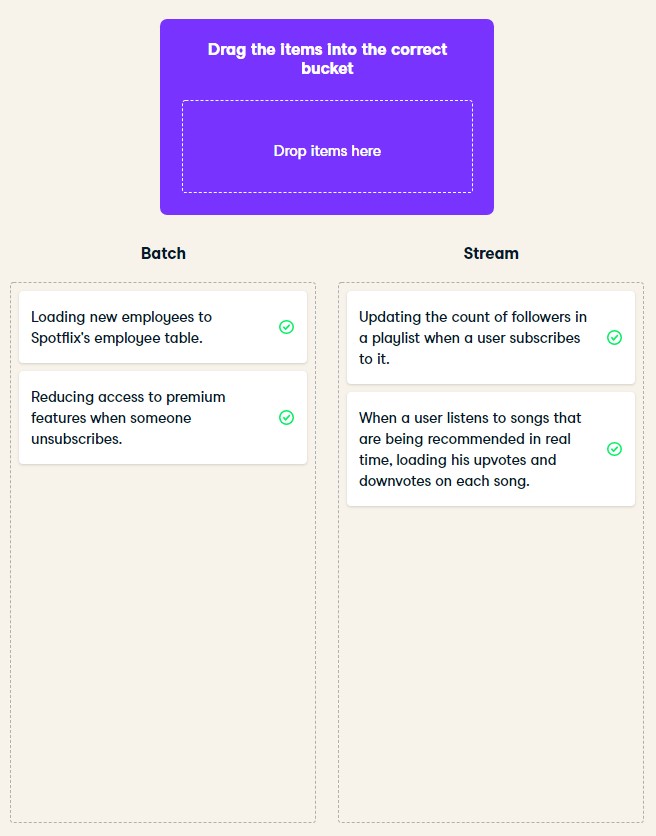 Drag the items into the correct
bucket
Drop items here
Batch
Loading new employees to
Spotflix's employee table.
Reducing access to premium
features when someone
unsubscribes.
Stream
Updating the count of followers in
a playlist when a user subscribes
to it.
When a user listens to songs that
are being recommended in real
time, loading his upvotes and
downvotes on each song.